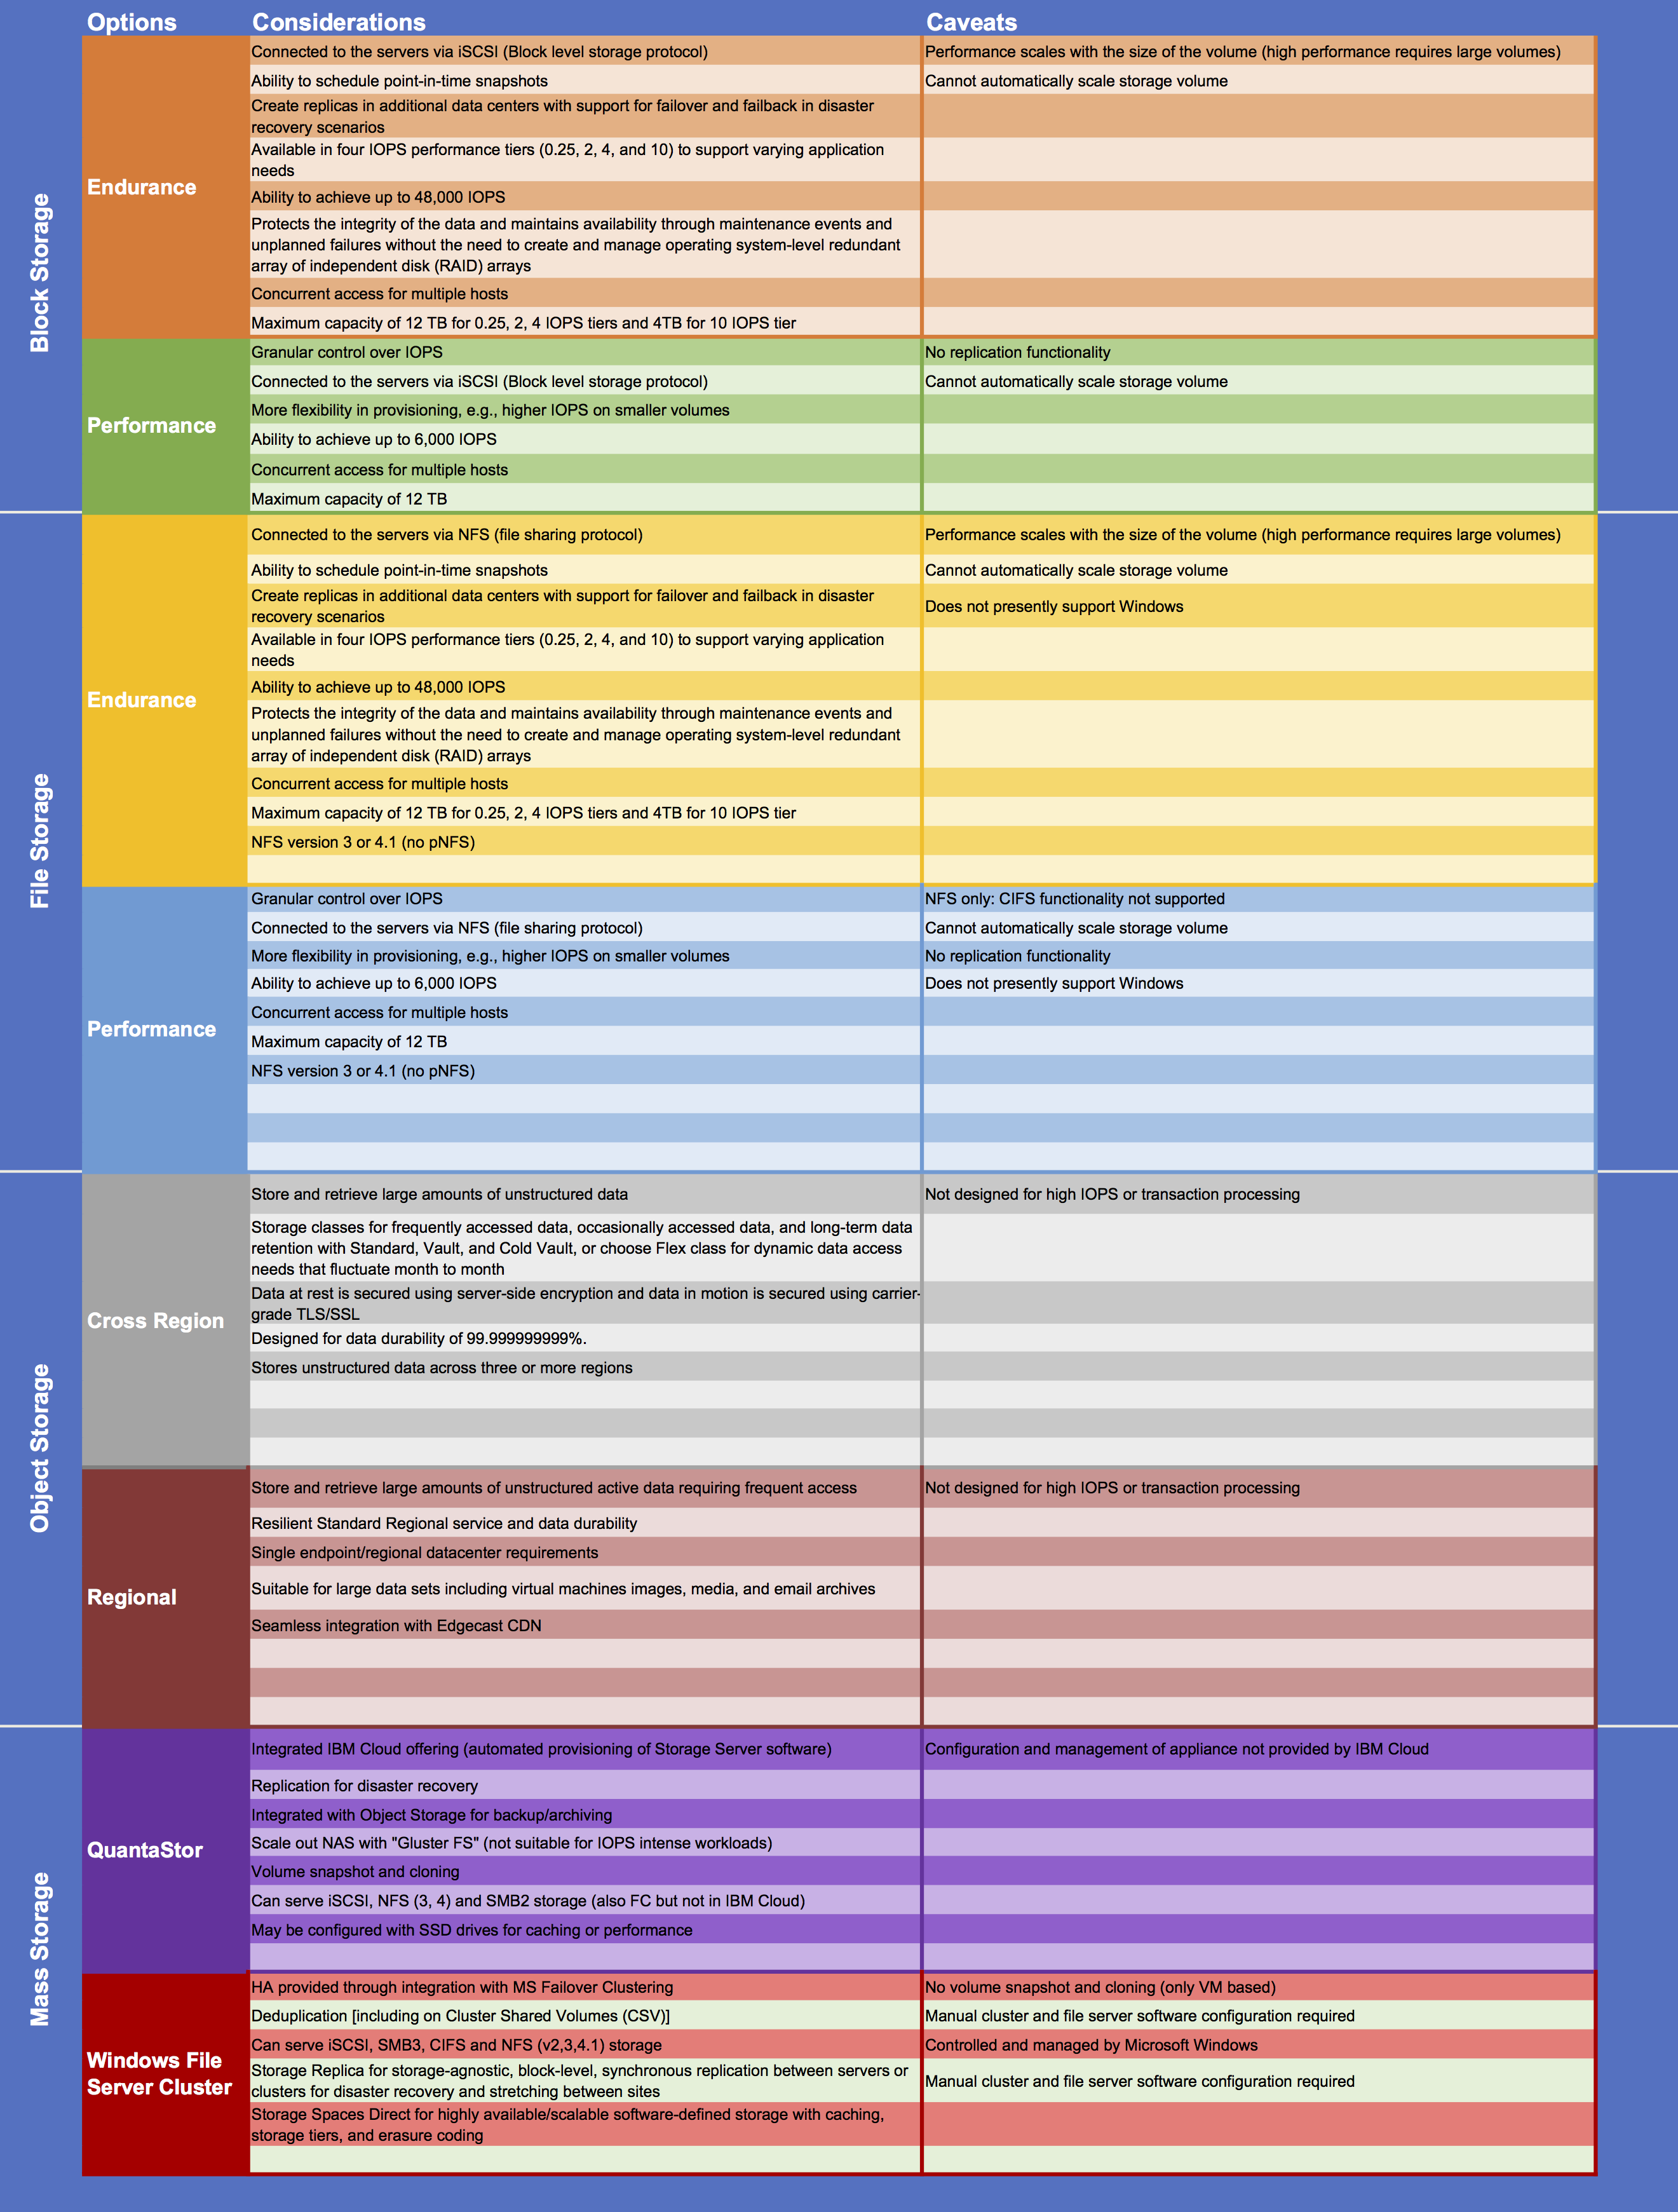 Options Considerations Caveats
Block Storage
Endurance
Connected to the servers via iSCSI (Block level storage protocol)
Performance scales with the size of the volume (high performance requires large volumes)
Ability to schedule point-in-time snapshots
Cannot automatically scale storage volume
Create replicas in additional data centers with support for failover and failback in disaster
recovery scenarios
Available in four IOPS performance tiers (0.25, 2, 4, and 10) to support varying application
needs
Ability to achieve up to 48,000 IOPS
Protects the integrity of the data and maintains availability through maintenance events and
unplanned failures without the need to create and manage operating system-level redundant
array of independent disk (RAID) arrays
Concurrent access for multiple hosts
Maximum capacity of 12 TB for 0.25, 2, 4 IOPS tiers and 4TB for 10 IOPS tier
Performance
Granular control over IOPS
No replication functionality
Connected to the servers via iSCSI (Block level storage protocol)
Cannot automatically scale storage volume
More flexibility in provisioning, e.g., higher IOPS on smaller volumes
Ability to achieve up to 6,000 IOPS
Concurrent access for multiple hosts
Maximum capacity of 12 TB
File Storage
Endurance
Connected to the servers via NFS (file sharing protocol)
Performance scales with the size of the volume (high performance requires large volumes)
Ability to schedule point-in-time snapshots
Cannot automatically scale storage volume
Create replicas in additional data centers with support for failover and failback in disaster
recovery scenarios
Does not presently support Windows
Available in four IOPS performance tiers (0.25, 2, 4, and 10) to support varying application
needs
Ability to achieve up to 48,000 IOPS
Protects the integrity of the data and maintains availability through maintenance events and
unplanned failures without the need to create and manage operating system-level redundant
array of independent disk (RAID) arrays
Concurrent access for multiple hosts
Maximum capacity of 12 TB for 0.25, 2, 4 IOPS tiers and 4TB for 10 IOPS tier
NFS version 3 or 4.1 (no pNFS)
Performance
Granular control over IOPS
NFS only: CIFS functionality not supported
Connected to the servers via NFS (file sharing protocol)
Cannot automatically scale storage volume
More flexibility in provisioning, e.g., higher IOPS on smaller volumes
No replication functionality
Ability to achieve up to 6,000 IOPS
Does not presently support Windows
Concurrent access for multiple hosts
Maximum capacity of 12 TB
NFS version 3 or 4.1 (no pNFS)
Object Storage
Cross Region
Store and retrieve large amounts of unstructured data
Not designed for high IOPS or transaction processing
Storage classes for frequently accessed data, occasionally accessed data, and long-term data
retention with Standard, Vault, and Cold Vault, or choose Flex class for dynamic data access
needs that fluctuate month to month
Data at rest is secured using server-side encryption and data in motion is secured using carrier-
grade TLS/SSL
Designed for data durability of 99.999999999%.
Stores unstructured data across three or more regions
Regional
Store and retrieve large amounts of unstructured active data requiring frequent access
Not designed for high IOPS or transaction processing
Resilient Standard Regional service and data durability
Single endpoint/regional datacenter requirements
Suitable for large data sets including virtual machines images, media, and email archives
Seamless integration with Edgecast CDN
Mass Storage
QuantaStor
Integrated IBM Cloud offering (automated provisioning of Storage Server software)
Configuration and management of appliance not provided by IBM Cloud
Replication for disaster recovery
Integrated with Object Storage for backup/archiving
Scale out NAS with "Gluster FS" (not suitable for IOPS intense workloads)
Volume snapshot and cloning
Can serve iSCSI, NFS (3, 4) and SMB2 storage (also FC but not in IBM Cloud)
May be configured with SSD drives for caching or performance
Windows File
Server Cluster
HA provided through integration with MS Failover Clustering
No volume snapshot and cloning (only VM based)
Deduplication [including on Cluster Shared Volumes (CSV)]
Manual cluster and file server software configuration required
Can serve iSCSI, SMB3, CIFS and NFS (v2,3,4.1) storage
Controlled and managed by Microsoft Windows
Storage Replica for storage-agnostic, block-level, synchronous replication between servers or
clusters for disaster recovery and stretching between sites
Manual cluster and file server software configuration required
Storage Spaces Direct for highly available/scalable software-defined storage with caching,
storage tiers, and erasure coding